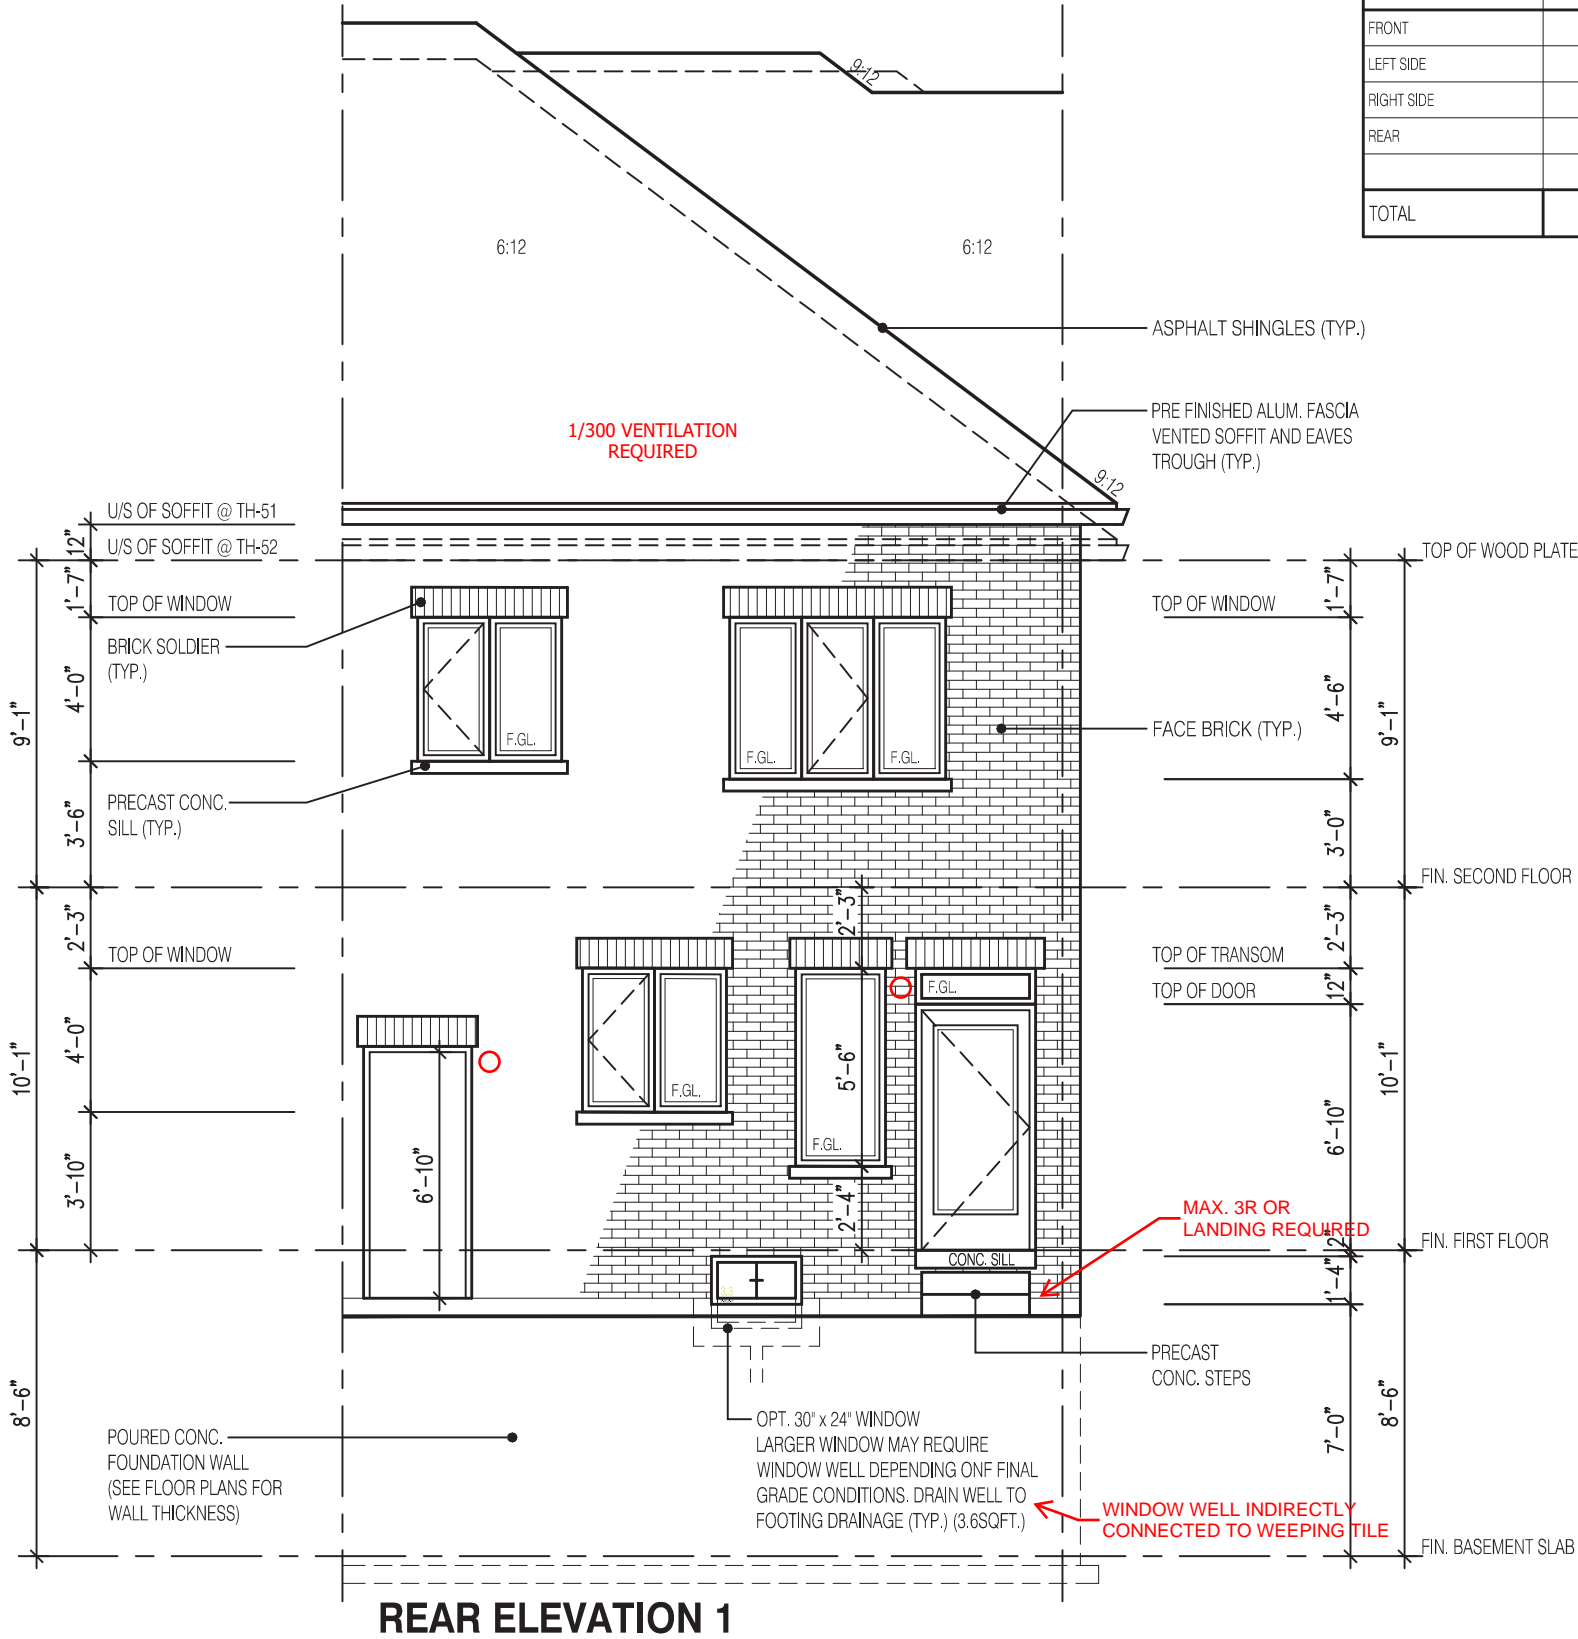 FRONT
LEFT SIDE
RIGHT SIDE
REAR
TOTAL
9:12
6:12
6:12
ASPHALT SHINGLES (TYP.)
PRE FINISHED ALUM. FASCIA
VENTED SOFFIT AND EAVES
TROUGH (TYP.)
1/300 VENTILATION
REQUIRED
9:12
U/S OF SOFFIT @ TH-51
12"
U/S OF SOFFIT @ TH-52
TOP OF WOOD PLATE
1'-7"
1'-7"
TOP OF WINDOW
TOP OF WINDOW
BRICK SOLDIER
(TYP.)
4'-0"
4'-6"
9'-1"
9'-1"
FACE BRICK (TYP.)
F.GL.
F.GL.
F.GL.
PRECAST CONC.
SILL (TYP.)
3'-6"
3'-0"
FIN. SECOND FLOOR
2'-3"
2'-3"
2'-3"
TOP OF WINDOW
TOP OF TRANSOM
TOP OF DOOR
12"
F.GL.
4'-0"
10'-1"
5'-6"
10'-1"
F.GL.
F.GL.
6'-10"
6'-10"
3'-10"
2'-4"
MAX. 3R OR
LANDING REQUIRED
2"
FIN. FIRST FLOOR
CONC. SILL
1'-4"
33
PRECAST
CONC. STEPS
8'-6"
8'-6"
7'-0"
OPT. 30" x 24" WINDOW
LARGER WINDOW MAY REQUIRE
WINDOW WELL DEPENDING ONF FINAL
GRADE CONDITIONS. DRAIN WELL TO
FOOTING DRAINAGE (TYP.) (3.6SQFT.)
POURED CONC.
FOUNDATION WALL
(SEE FLOOR PLANS FOR
WALL THICKNESS)
WINDOW WELL INDIRECTLY
CONNECTED TO WEEPING TILE
FIN. BASEMENT SLAB
REAR ELEVATION 1